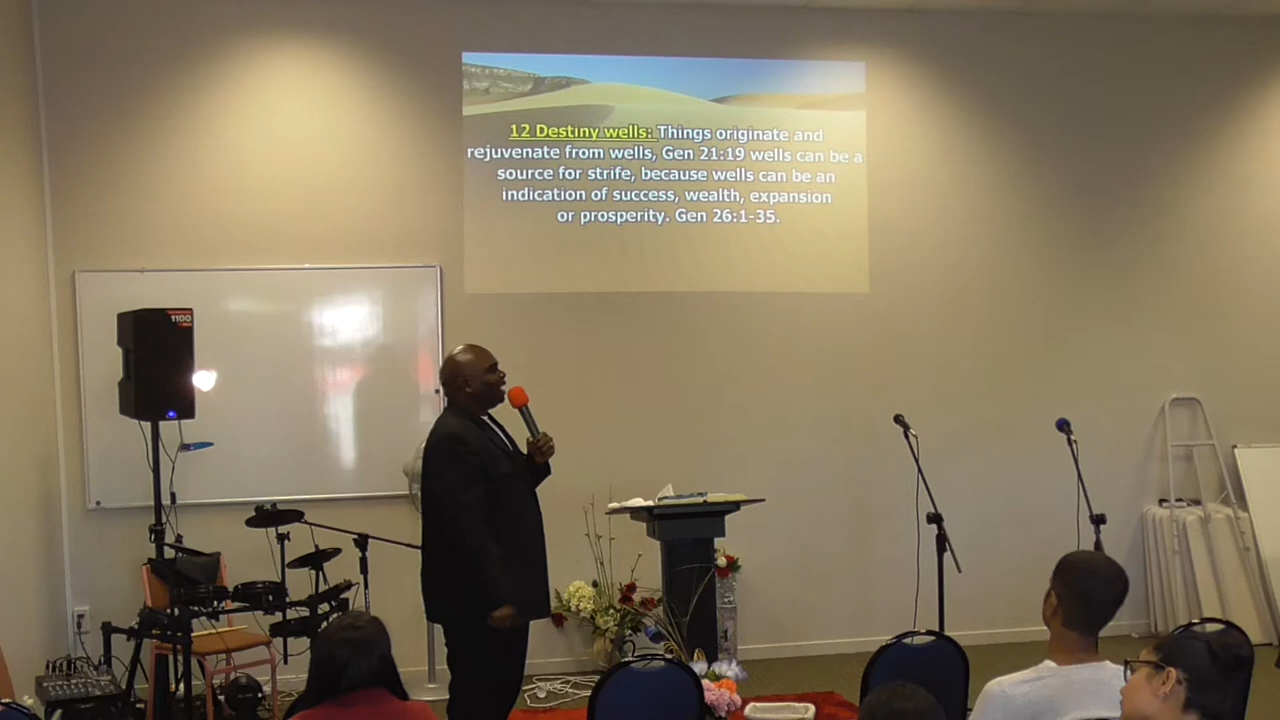 12 Destiny wells: Things originate and
rejuvenate from wells, Gen 21:19 wells can be a
source for strife, because wells can be an
indication of success, wealth, expansion
or prosperity. Gen 26:1-35.
1100